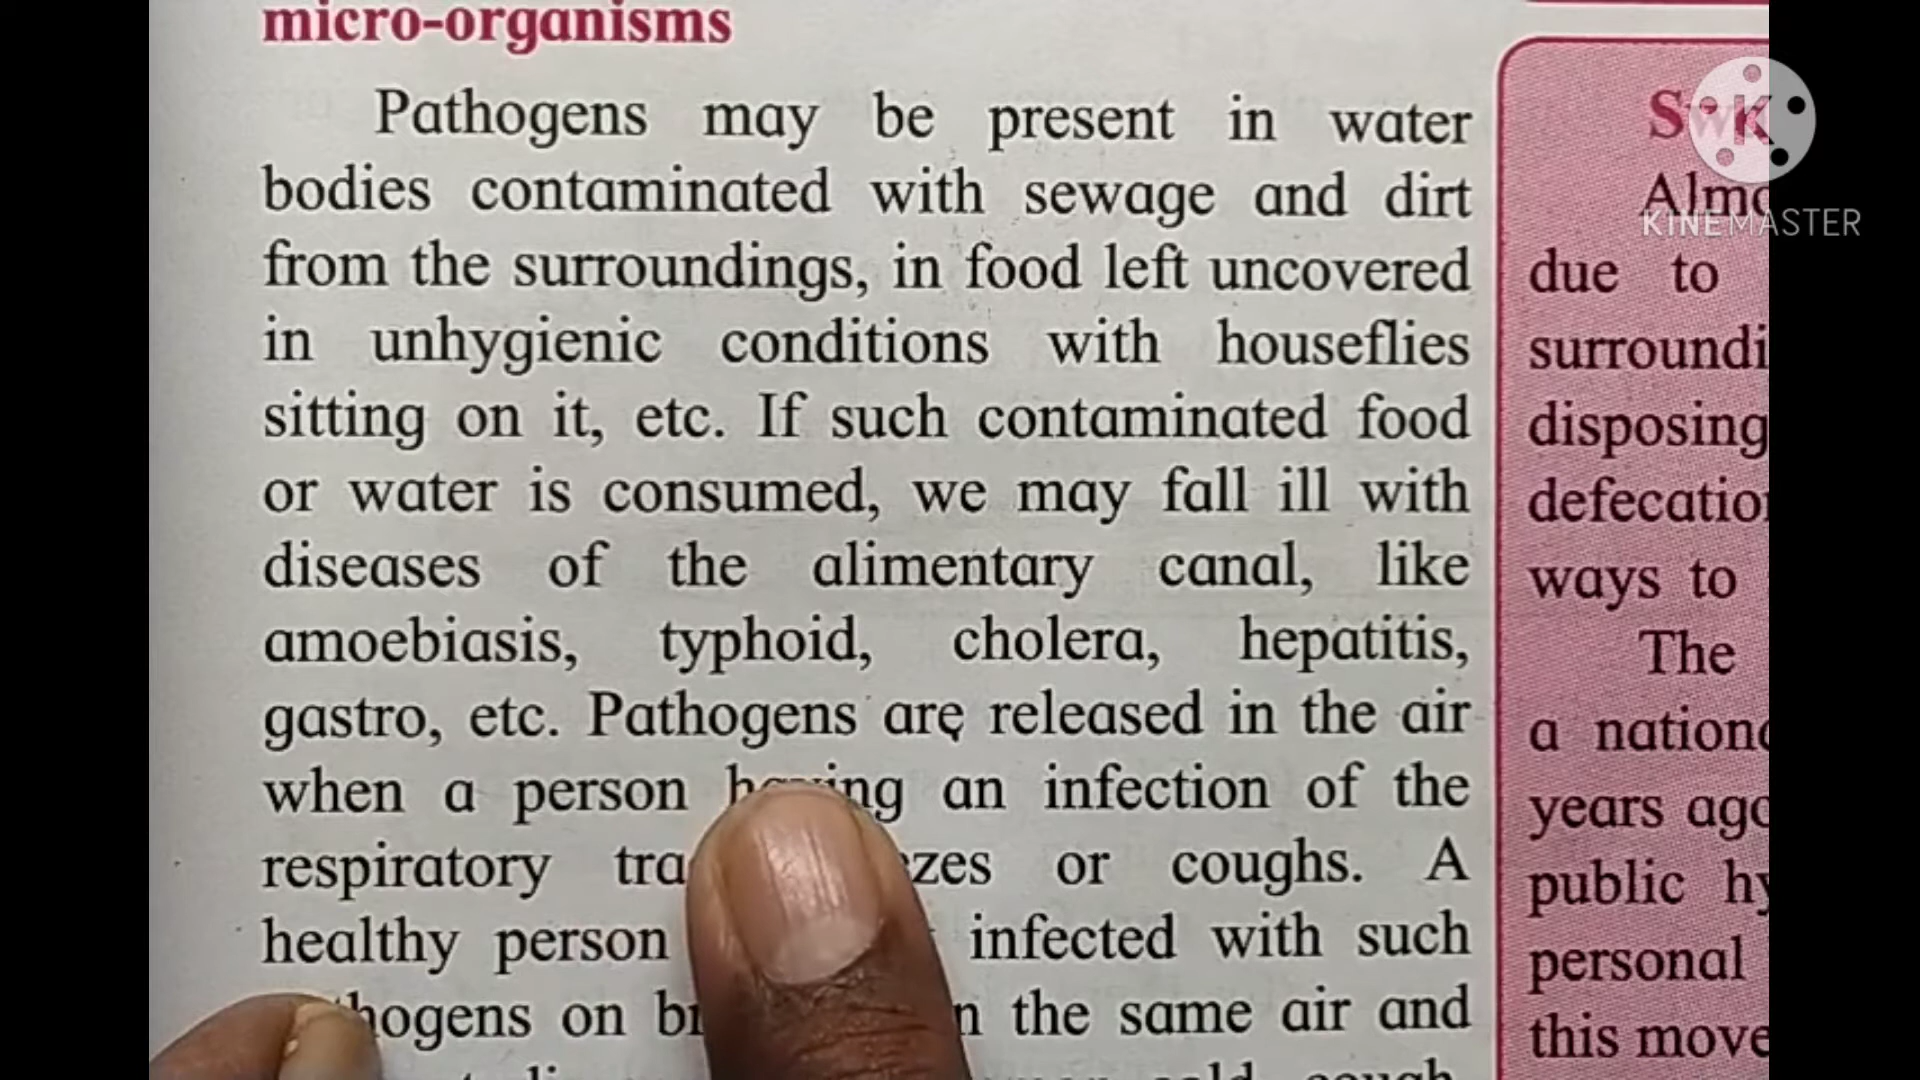 micro-organisms
Pathogens may be present in water
bodies contaminated with sewage and dirt
from the surroundings, in food left uncovered
in unhygienic conditions with houseflies
sitting on it, etc. If such contaminated food
or water is consumed, we may fall ill with
diseases of the alimentary canal, like
amoebiasis, typhoid, cholera, hepatitis,
gastro, etc. Pathogens are released in the air
when a person having an infection of the
respiratory or coughs. A
healthy person infected with such
on the same air and
cough
Almo
due to
surroundi
disposing
defecation
ways to
The
a nation
years ago
public hy
personal
this move
K
KINEMASTER